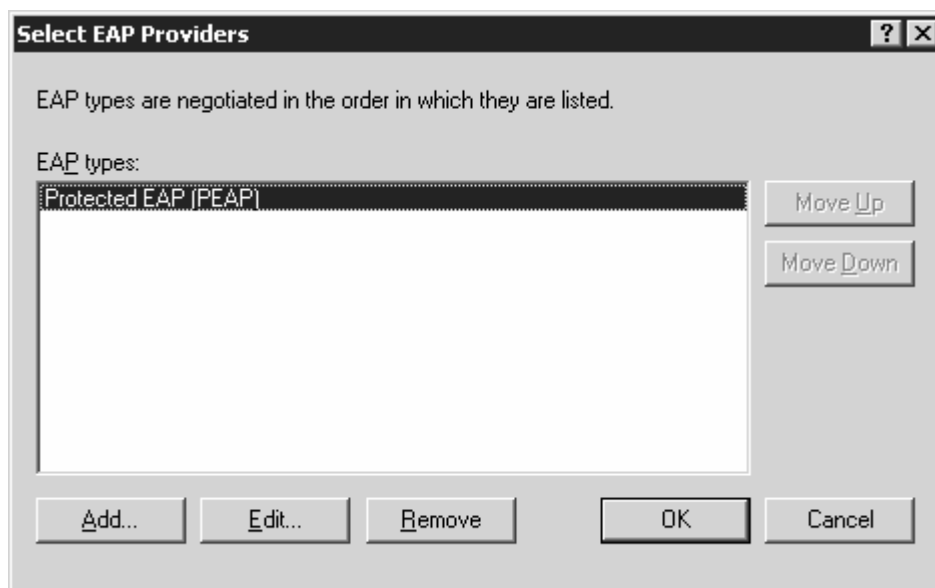 Select EAP Providers
EAP types are negotiated in the order in which they are listed.
EAP types:
Protected EAP (PEAP)
Move Up
Move Down
Add...
Edit...
Remove
OK
Cancel